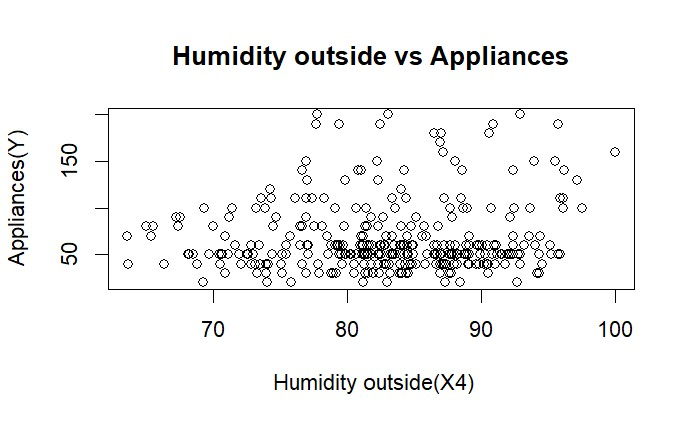 Humidity outside vs Appliances
Appliances(Y)
150
50
70 80 90 100
Humidity outside(X4)